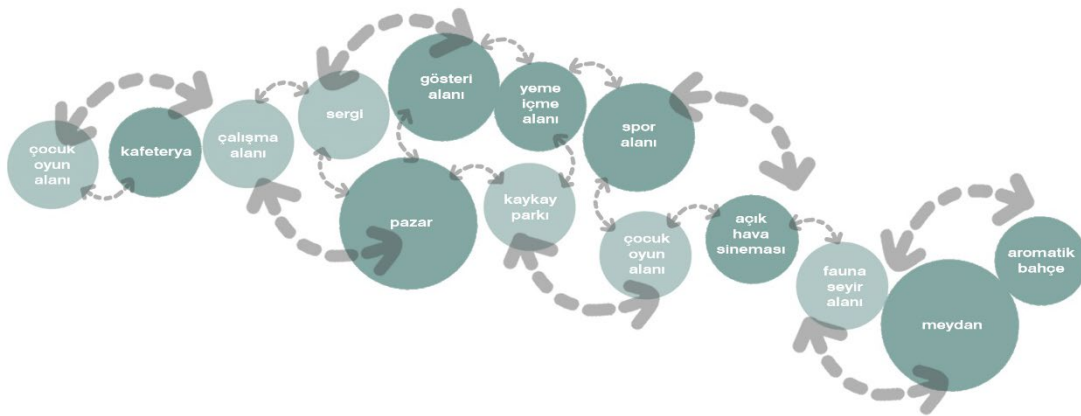 çocuk
oyun
alanı
kafeterya
çalışma
alanı
sergI
gösteri
alanı
yeme
içme
alanı
spor
alanı
pazar
kaykay
parkı
çocuk
oyun
alanı
açık
hava
sineması
fauna
seyir
alanı
meydan
aromatik
bahçe